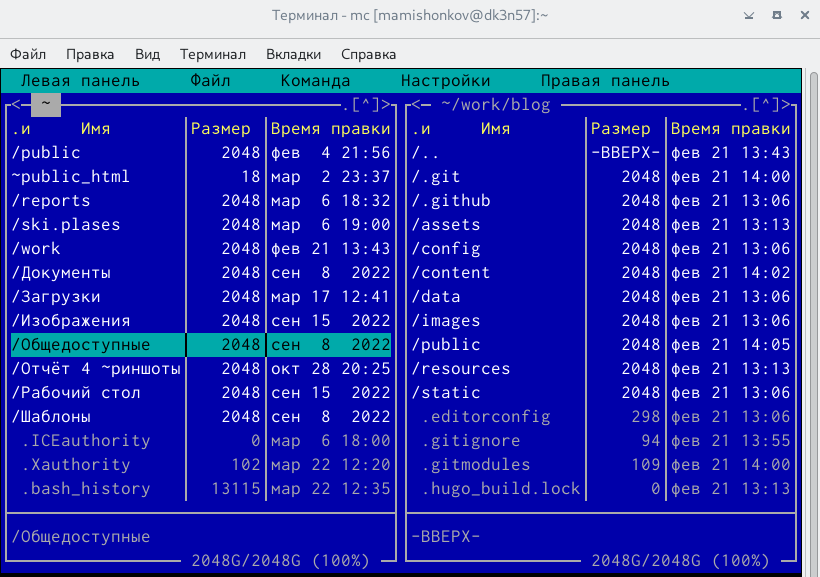 Терминал - mc [mamishonkov@dk3n57]:~
Файл Правка Вид Терминал Вкладки Справка
Левая панель Файл Команда Настройки Правая панель
<─ ~ .[^]> <─ ~/work/blog .[^]>
.и Имя Размер Время правки .и Имя Размер Время правки
/public 2048 фев 4 21:56 /.. -ВВЕРХ- фев 21 13:43
~public_html 18 мар 2 23:37 /.git 2048 фев 21 14:00
/reports 2048 мар 6 18:32 /.github 2048 фев 21 13:06
/ski.plases 2048 мар 6 19:00 /assets 2048 фев 21 13:13
/work 2048 фев 21 13:43 /config 2048 фев 21 13:06
/Документы 2048 сен 8 2022 /content 2048 фев 21 14:02
/Загрузки 2048 мар 17 12:41 /data 2048 фев 21 13:06
/Изображения 2048 сен 15 2022 /images 2048 фев 21 13:06
/Общедоступные 2048 сен 8 2022 /public 2048 фев 21 14:05
/Отчёт 4 ~риншоты 2048 окт 28 20:25 /resources 2048 фев 21 13:13
/Рабочий стол 2048 сен 15 2022 /static 2048 фев 21 13:06
/Шаблоны 2048 сен 8 2022 .editorconfig 298 фев 21 13:06
.ICEauthority 0 мар 6 18:00 .gitignore 94 фев 21 13:55
.Xauthority 102 мар 22 12:20 .gitmodules 109 фев 21 14:00
.bash_history 13115 мар 22 12:35 .hugo_build.lock 0 фев 21 13:13
/Общедоступные -ВВЕРХ-
2048G/2048G (100%) 2048G/2048G (100%)